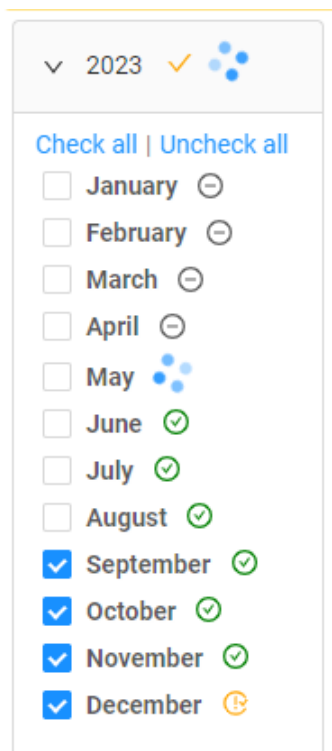 2023
Check all | Uncheck all
January
February
March
April
May
June
July
August
September
October
November
December